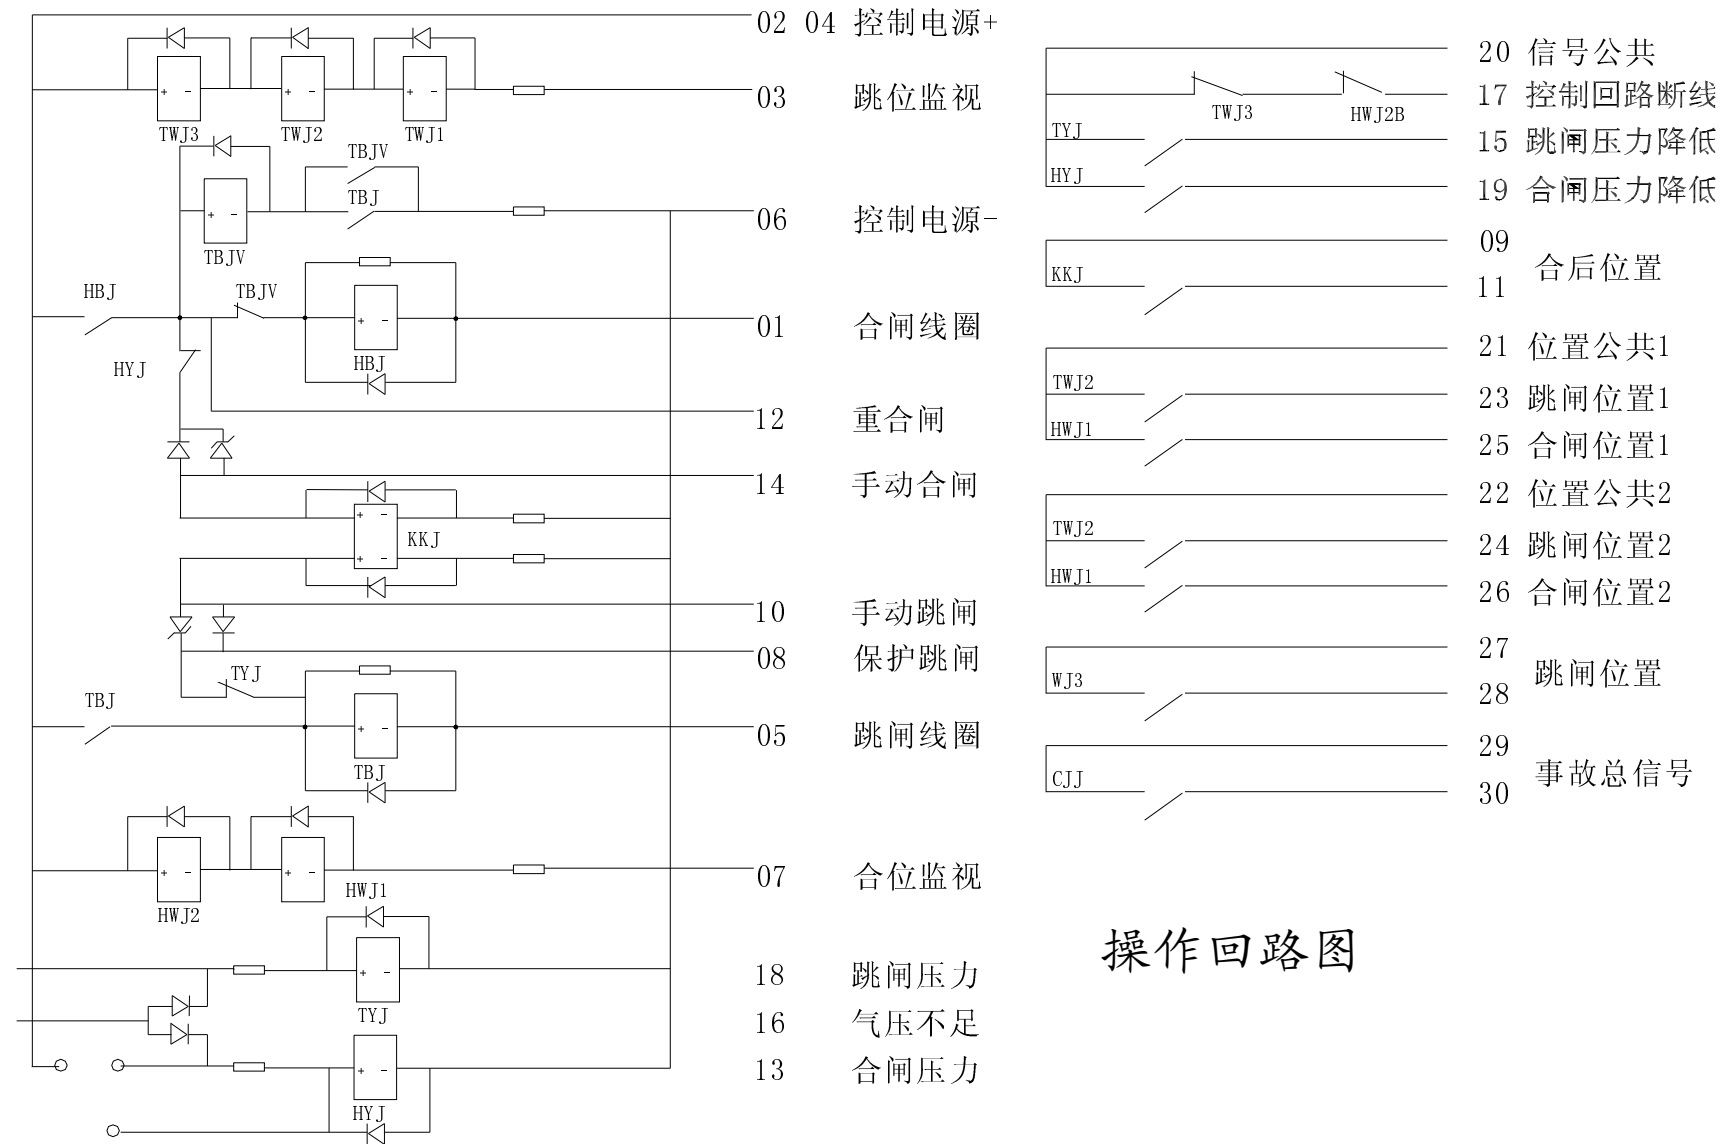 02 04 控制电源+
TWJ3 TWJ2 TWJ1
03 跳位监视
TBJV
TBJ
06 控制电源-
TBJV
HBJ
TBJV
01 合闸线圈
HBJ
HYJ
12 重合闸
14 手动合闸
KKJ
10 手动跳闸
08 保护跳闸
TYJ
TBJ
05 跳闸线圈
TBJ
07 合位监视
HWJ1
HWJ2
18 跳闸压力
TYJ
16 气压不足
13 合闸压力
HYJ
20 信号公共
17 控制回路断线
TWJ3 HWJ2B
TYJ
15 跳闸压力降低
HYJ
19 合闸压力降低
09
合后位置
KKJ
11
21 位置公共1
TWJ2
23 跳闸位置1
HWJ1
25 合闸位置1
22 位置公共2
TWJ2
24 跳闸位置2
HWJ1
26 合闸位置2
27
跳闸位置
WJ3
28
29
事故总信号
CJJ
30
操作回路图